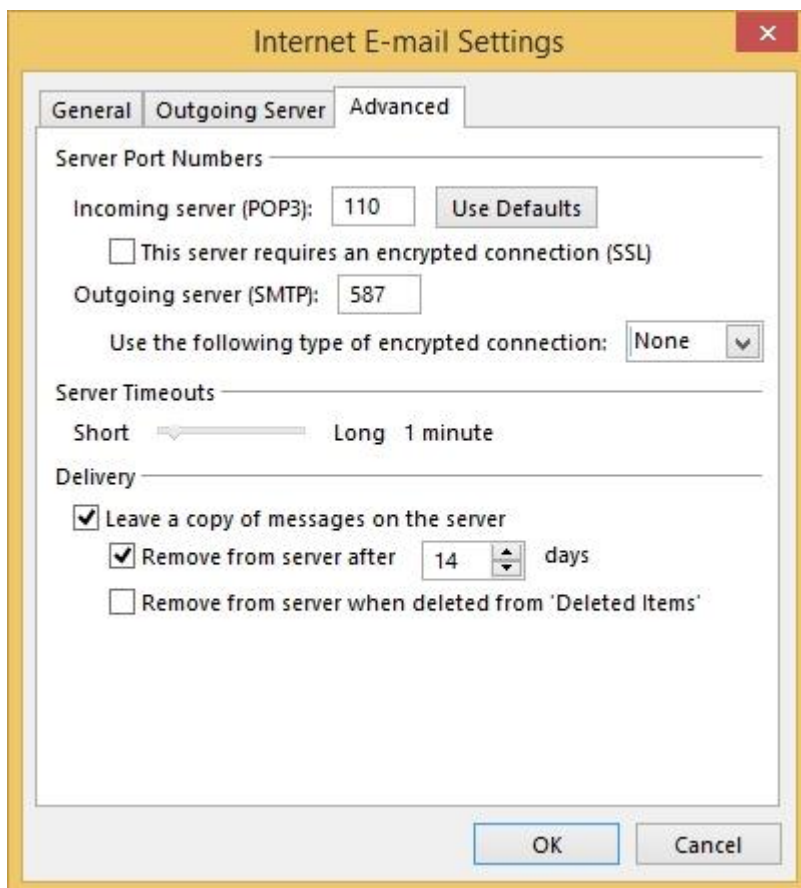 Internet E-mail Settings
General Outgoing Server Advanced
Server Port Numbers
Incoming server (POP3): 110 Use Defaults
This server requires an encrypted connection (SSL)
Outgoing server (SMTP): 587
Use the following type of encrypted connection: None
Server Timeouts
Short Long 1 minute
Delivery
Leave a copy of messages on the server
Remove from server after 14 days
Remove from server when deleted from 'Deleted Items'
OK Cancel